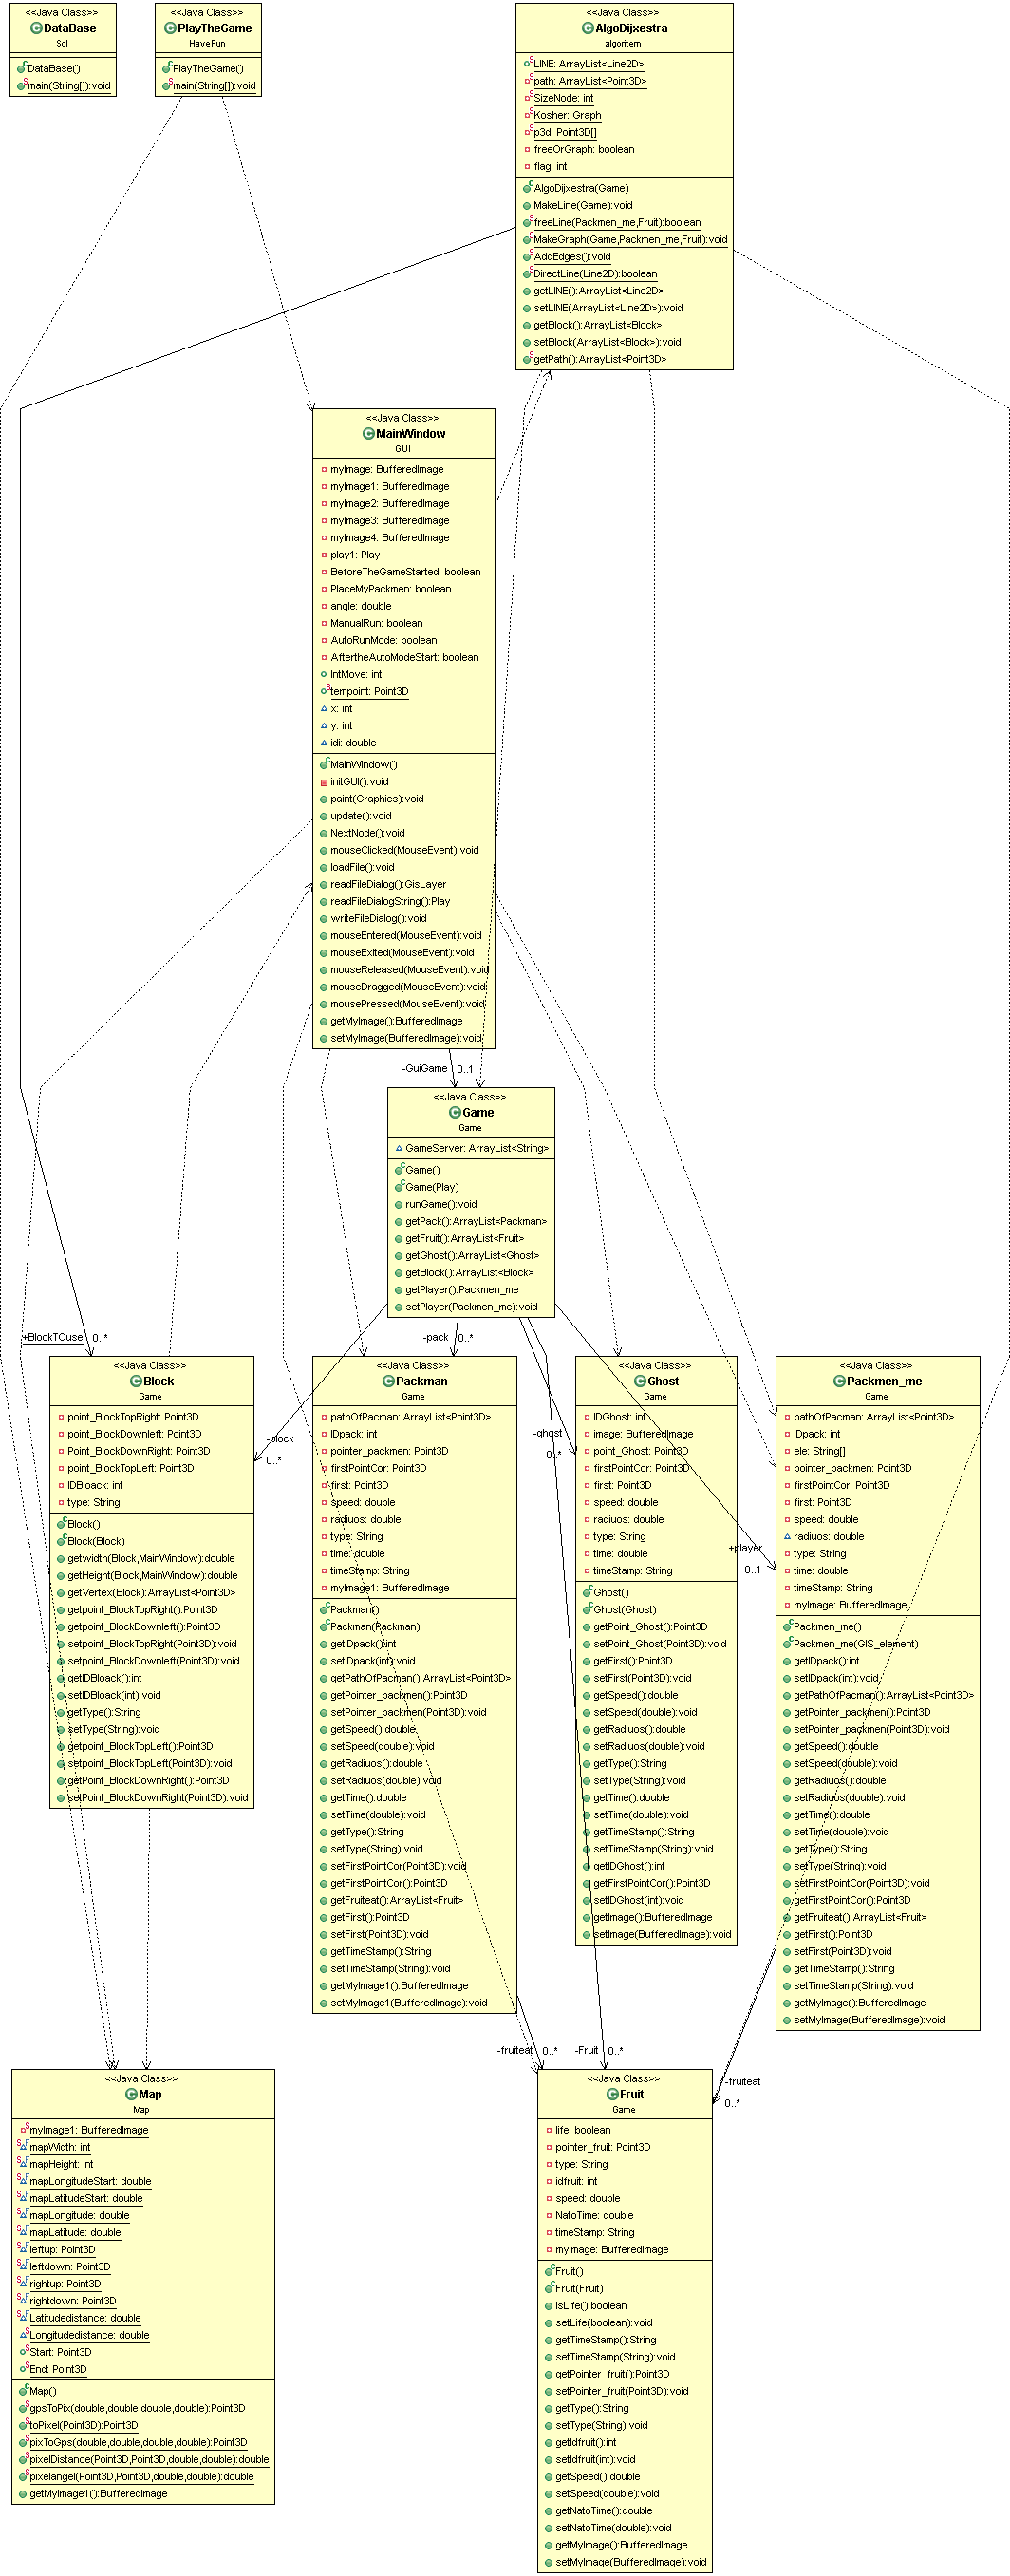 <<Java Class>>
DataBase
Sql
DataBase()
main(String[]):void
<<Java Class>>
PlayTheGame
HaveFun
PlayTheGame()
main(String[]):void
<<Java Class>>
AlgoDijxestra
algoritem
LINE: ArrayList<Line2D>
path: ArrayList<Point3D>
SizeNode: int
Kosher: Graph
p3d: Point3D[]
freeOrGraph: boolean
flag: int
AlgoDijxestra(Game)
MakeLine(Game):void
freeLine(Packmen_me,Fruit):boolean
MakeGraph(Game,Packmen_me,Fruit):void
AddEdges():void
DirectLine(Line2D):boolean
getLINE():ArrayList<Line2D>
setLINE(ArrayList<Line2D>):void
getBlock():ArrayList<Block>
setBlock(ArrayList<Block>):void
getPath():ArrayList<Point3D>
<<Java Class>>
MainWindow
GUI
myImage: BufferedImage
myImage1: BufferedImage
myImage2: BufferedImage
myImage3: BufferedImage
myImage4: BufferedImage
play1: Play
BeforeTheGameStarted: boolean
PlaceMyPackmen: boolean
angle: double
ManualRun: boolean
AutoRunMode: boolean
AftertheAutoModeStart: boolean
IntMove: int
tempoint: Point3D
x: int
y: int
idi: double
MainWindow()
initGUI():void
paint(Graphics):void
update():void
NextNode():void
mouseClicked(MouseEvent):void
loadFile():void
readFileDialog():GisLayer
readFileDialogString():Play
writeFileDialog():void
mouseEntered(MouseEvent):void
mouseExited(MouseEvent):void
mouseReleased(MouseEvent):void
mouseDragged(MouseEvent):void
mousePressed(MouseEvent):void
getMyImage():BufferedImage
setMyImage(BufferedImage):void
-GuiGame 0..1
<<Java Class>>
Game
Game
GameServer: ArrayList<String>
Game()
Game(Play)
runGame():void
getPack():ArrayList<Packman>
getFruit():ArrayList<Fruit>
getGhost():ArrayList<Ghost>
getBlock():ArrayList<Block>
getPlayer():Packmen_me
setPlayer(Packmen_me):void
+BlockTOuse 0..*
-pack 0..*
-block
0..*
-ghost
0..*
+player
0..1
<<Java Class>>
Block
Game
point_BlockTopRight: Point3D
point_BlockDownleft: Point3D
Point_BlockDownRight: Point3D
point_BlockTopLeft: Point3D
IDBloack: int
type: String
Block()
Block(Block)
getwidth(Block,MainWindow):double
getHeight(Block,MainWindow):double
getVertex(Block):ArrayList<Point3D>
getpoint_BlockTopRight():Point3D
getpoint_BlockDownleft():Point3D
setpoint_BlockTopRight(Point3D):void
setpoint_BlockDownleft(Point3D):void
getIDBloack():int
setIDBloack(int):void
getType():String
setType(String):void
getpoint_BlockTopLeft():Point3D
setpoint_BlockTopLeft(Point3D):void
getPoint_BlockDownRight():Point3D
setPoint_BlockDownRight(Point3D):void
<<Java Class>>
Packman
Game
pathOfPacman: ArrayList<Point3D>
IDpack: int
pointer_packmen: Point3D
firstPointCor: Point3D
first: Point3D
speed: double
radiuos: double
type: String
time: double
timeStamp: String
myImage1: BufferedImage
Packman()
Packman(Packman)
getIDpack():int
setIDpack(int):void
getPathOfPacman():ArrayList<Point3D>
getPointer_packmen():Point3D
setPointer_packmen(Point3D):void
getSpeed():double
setSpeed(double):void
getRadiuos():double
setRadiuos(double):void
getTime():double
setTime(double):void
getType():String
setType(String):void
setFirstPointCor(Point3D):void
getFirstPointCor():Point3D
getFruiteat():ArrayList<Fruit>
getFirst():Point3D
setFirst(Point3D):void
getTimeStamp():String
setTimeStamp(String):void
getMyImage1():BufferedImage
setMyImage1(BufferedImage):void
<<Java Class>>
Ghost
Game
IDGhost: int
image: BufferedImage
point_Ghost: Point3D
firstPointCor: Point3D
first: Point3D
speed: double
radiuos: double
type: String
time: double
timeStamp: String
Ghost()
Ghost(Ghost)
getPoint_Ghost():Point3D
setPoint_Ghost(Point3D):void
getFirst():Point3D
setFirst(Point3D):void
getSpeed():double
setSpeed(double):void
getRadiuos():double
setRadiuos(double):void
getType():String
setType(String):void
getTime():double
setTime(double):void
getTimeStamp():String
setTimeStamp(String):void
getIDGhost():int
getFirstPointCor():Point3D
setIDGhost(int):void
getImage():BufferedImage
setImage(BufferedImage):void
<<Java Class>>
Packmen_me
Game
pathOfPacman: ArrayList<Point3D>
IDpack: int
ele: String[]
pointer_packmen: Point3D
firstPointCor: Point3D
first: Point3D
speed: double
radiuos: double
type: String
time: double
timeStamp: String
myImage: BufferedImage
Packmen_me()
Packmen_me(GIS_element)
getIDpack():int
setIDpack(int):void
getPathOfPacman():ArrayList<Point3D>
getPointer_packmen():Point3D
setPointer_packmen(Point3D):void
getSpeed():double
setSpeed(double):void
getRadiuos():double
setRadiuos(double):void
getTime():double
setTime(double):void
getType():String
setType(String):void
setFirstPointCor(Point3D):void
getFirstPointCor():Point3D
getFruiteat():ArrayList<Fruit>
getFirst():Point3D
setFirst(Point3D):void
getTimeStamp():String
setTimeStamp(String):void
getMyImage():BufferedImage
setMyImage(BufferedImage):void
-fruiteat 0..*
-Fruit 0..*
-fruiteat
0..*
<<Java Class>>
Map
Map
myImage1: BufferedImage
mapWidth: int
mapHeight: int
mapLongitudeStart: double
mapLatitudeStart: double
mapLongitude: double
mapLatitude: double
leftup: Point3D
leftdown: Point3D
rightup: Point3D
rightdown: Point3D
Latitudedistance: double
Longitudedistance: double
Start: Point3D
End: Point3D
Map()
gpsToPix(double,double,double,double):Point3D
toPixel(Point3D):Point3D
pixToGps(double,double,double,double):Point3D
pixelDistance(Point3D,Point3D,double,double):double
pixelangel(Point3D,Point3D,double,double):double
getMyImage1():BufferedImage
<<Java Class>>
Fruit
Game
life: boolean
pointer_fruit: Point3D
type: String
idfruit: int
speed: double
NatoTime: double
timeStamp: String
myImage: BufferedImage
Fruit()
Fruit(Fruit)
isLife():boolean
setLife(boolean):void
getTimeStamp():String
setTimeStamp(String):void
getPointer_fruit():Point3D
setPointer_fruit(Point3D):void
getType():String
setType(String):void
getIdfruit():int
setIdfruit(int):void
getSpeed():double
setSpeed(double):void
getNatoTime():double
setNatoTime(double):void
getMyImage():BufferedImage
setMyImage(BufferedImage):void